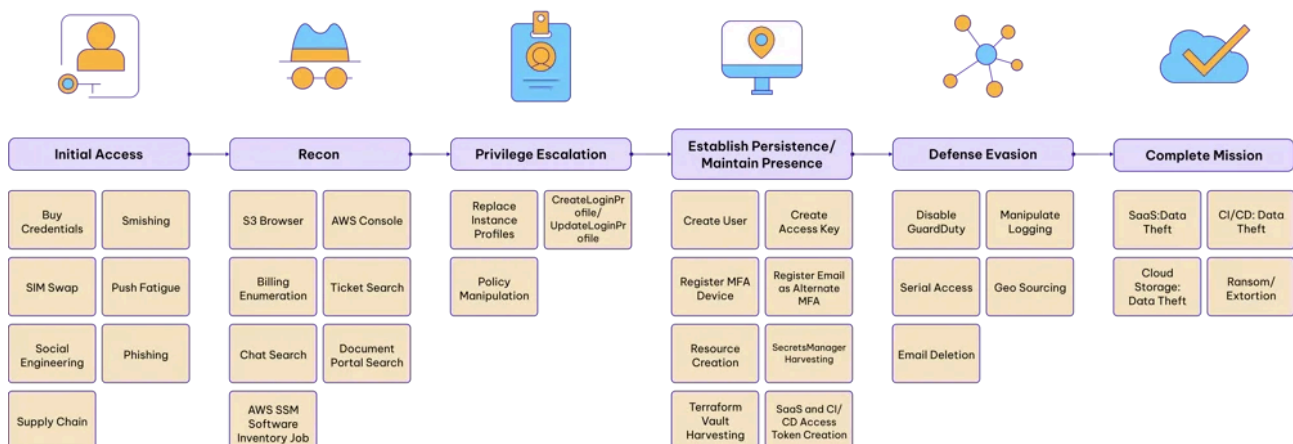 Initial Access
Recon
Privilege Escalation
Establish Persistence/
Maintain Presence
Defense Evasion
Complete Mission
Buy
Credentials
Smishing
SIM Swap
Push Fatigue
Social
Engineering
Phishing
Supply Chain
S3 Browser
AWS Console
Billing
Enumeration
Ticket Search
Chat Search
Document
Portal Search
AWS SSM
Software
Inventory Job
Replace
Instance
Profiles
CreateLoginPr
ofile/
UpdateLoginPr
ofile
Policy
Manipulation
Create User
Create
Access Key
Register MFA
Device
Register Email
as Alternate
MFA
Resource
Creation
SecretsManager
Harvesting
Terraform
Vault
Harvesting
SaaS and CI/
CD Access
Token Creation
Disable
GuardDuty
Manipulate
Logging
Serial Access
Geo Sourcing
Email Deletion
SaaS:Data
Theft
CI/CD: Data
Theft
Cloud
Storage:
Data Theft
Ransom/
Extortion